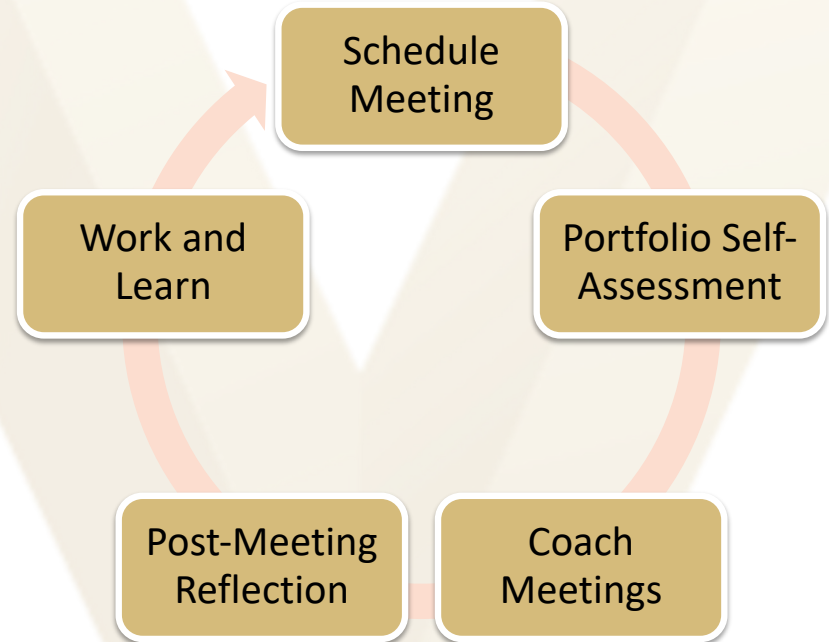 Schedule
Meeting
Portfolio Self-
Assessment
Coach
Meetings
Post-Meeting
Reflection
Work and
Learn